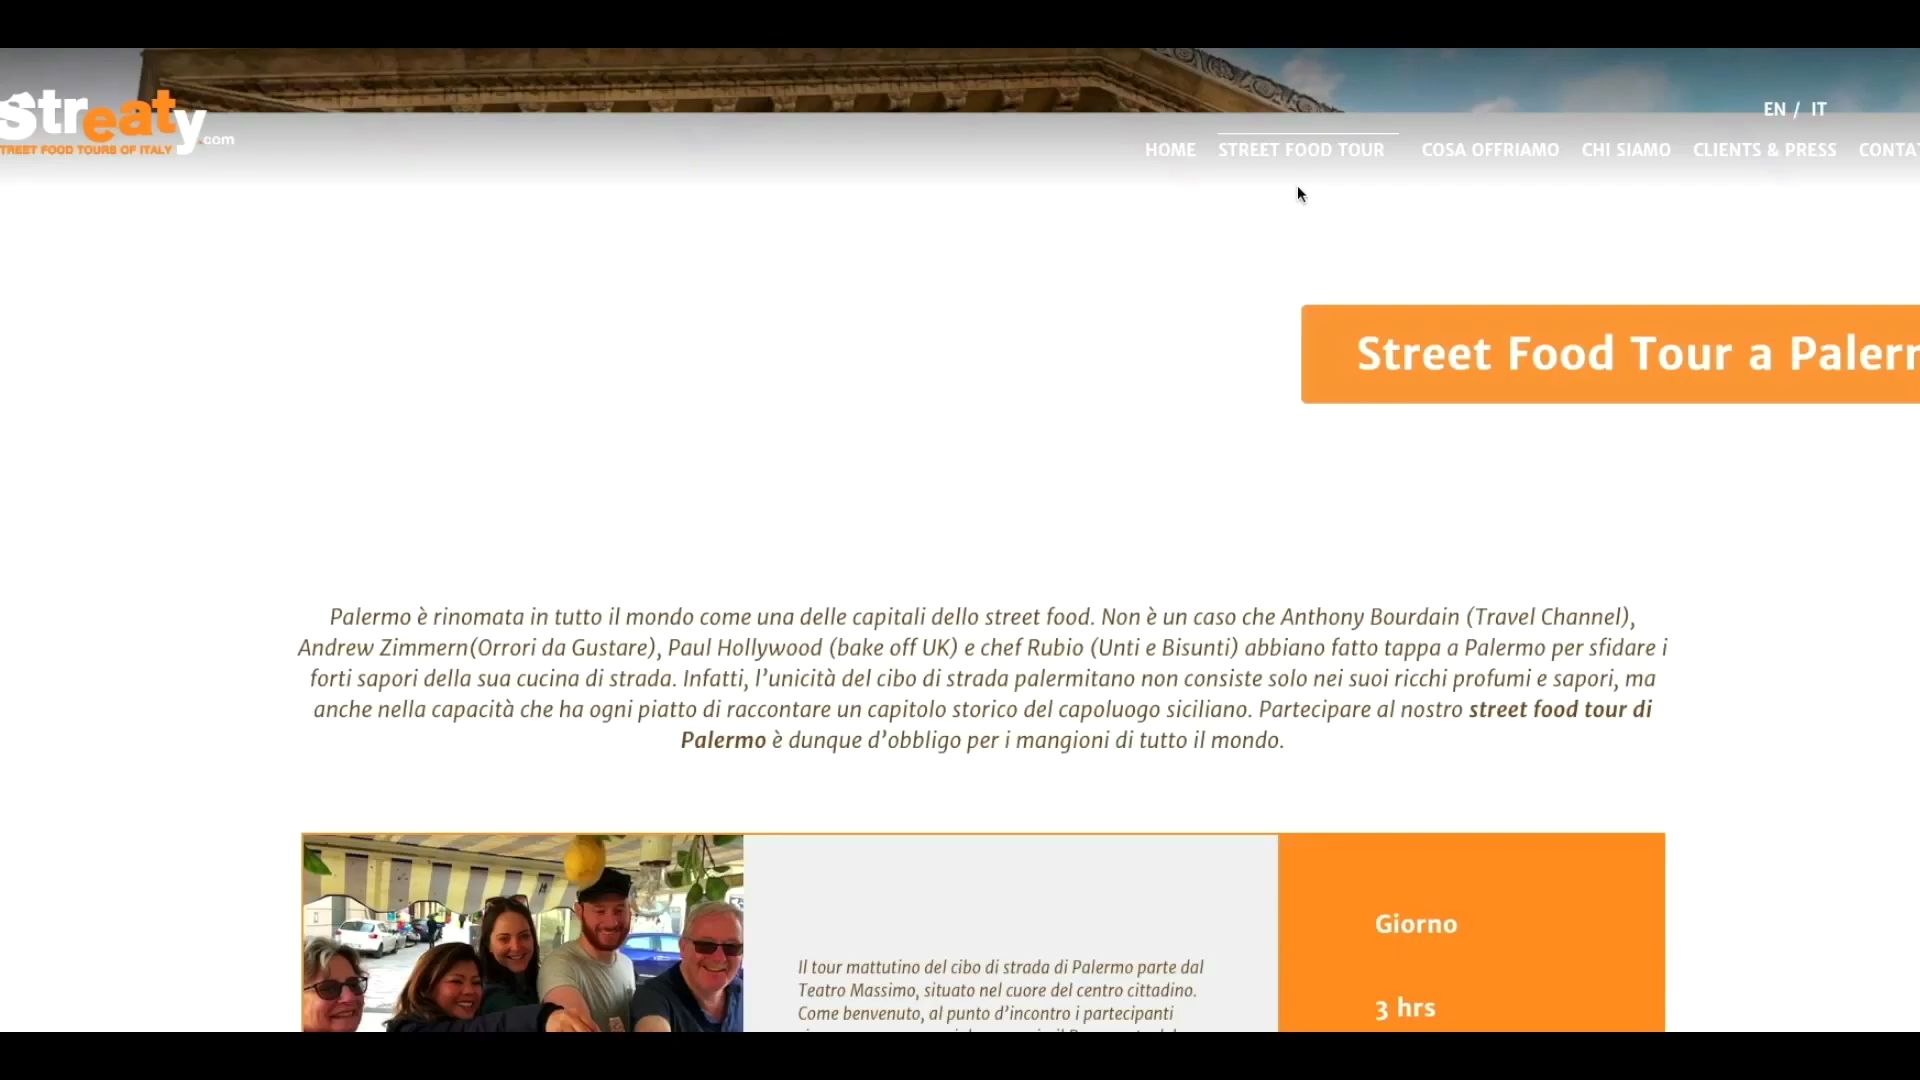 Streaty.com
STREET FOOD TOURS OF ITALY
EN / IT
HOME STREET FOOD TOUR COSA OFFRIAMO CHI SIAMO CLIENTS & PRESS CONTAT
Street Food Tour a Paler
Palermo è rinomata in tutto il mondo come una delle capitali dello street food. Non è un caso che Anthony Bourdain (Travel Channel),
Andrew Zimmern(Orrori da Gustare), Paul Hollywood (bake off UK) e chef Rubio (Unti e Bisunti) abbiano fatto tappa a Palermo per sfidare i
forti sapori della sua cucina di strada. Infatti, l’unicità del cibo di strada palermitano non consiste solo nei suoi ricchi profumi e sapori, ma
anche nella capacità che ha ogni piatto di raccontare un capitolo storico del capoluogo siciliano. Partecipare al nostro street food tour di
Palermo è dunque d’obbligo per i mangioni di tutto il mondo.
Il tour mattutino del cibo di strada di Palermo parte dal
Teatro Massimo, situato nel cuore del centro cittadino.
Come benvenuto, al punto d’incontro i partecipanti
Giorno
3 hrs